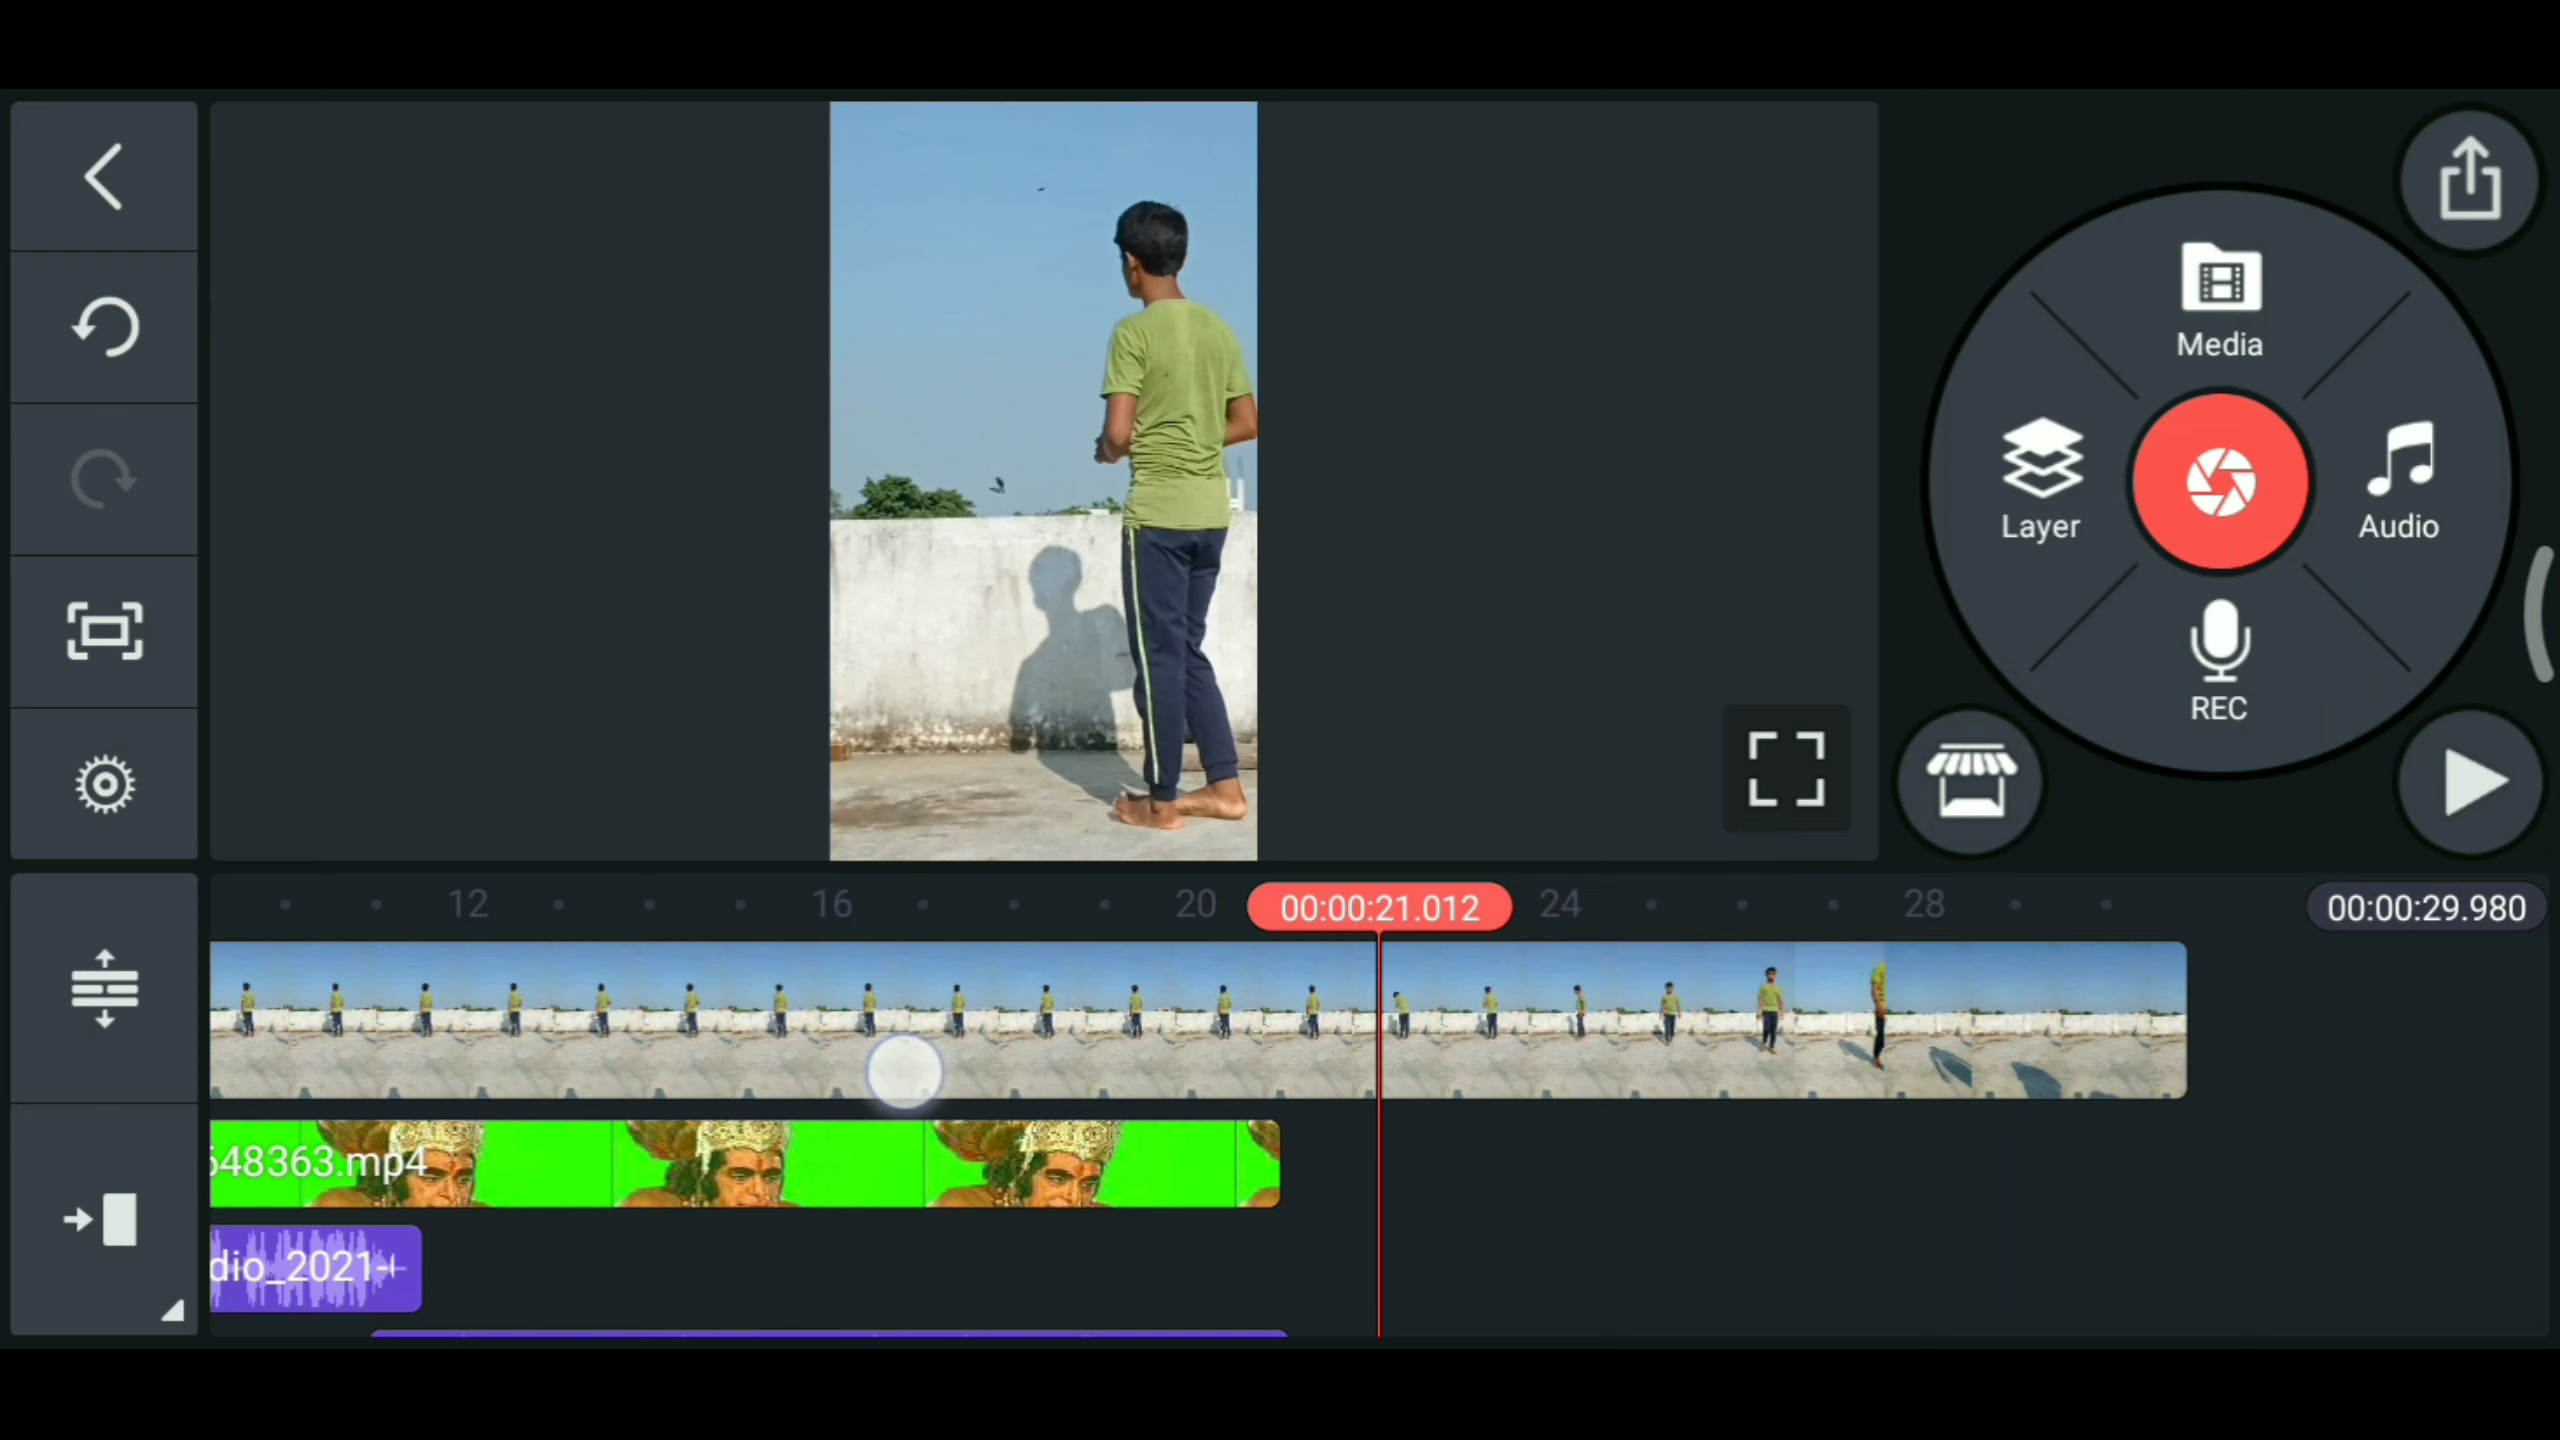 Media
Layer
Audio
REC
12
16
20
00:00:21.012
24
28
00:00:29.980
648363.mp4
dio_2021-